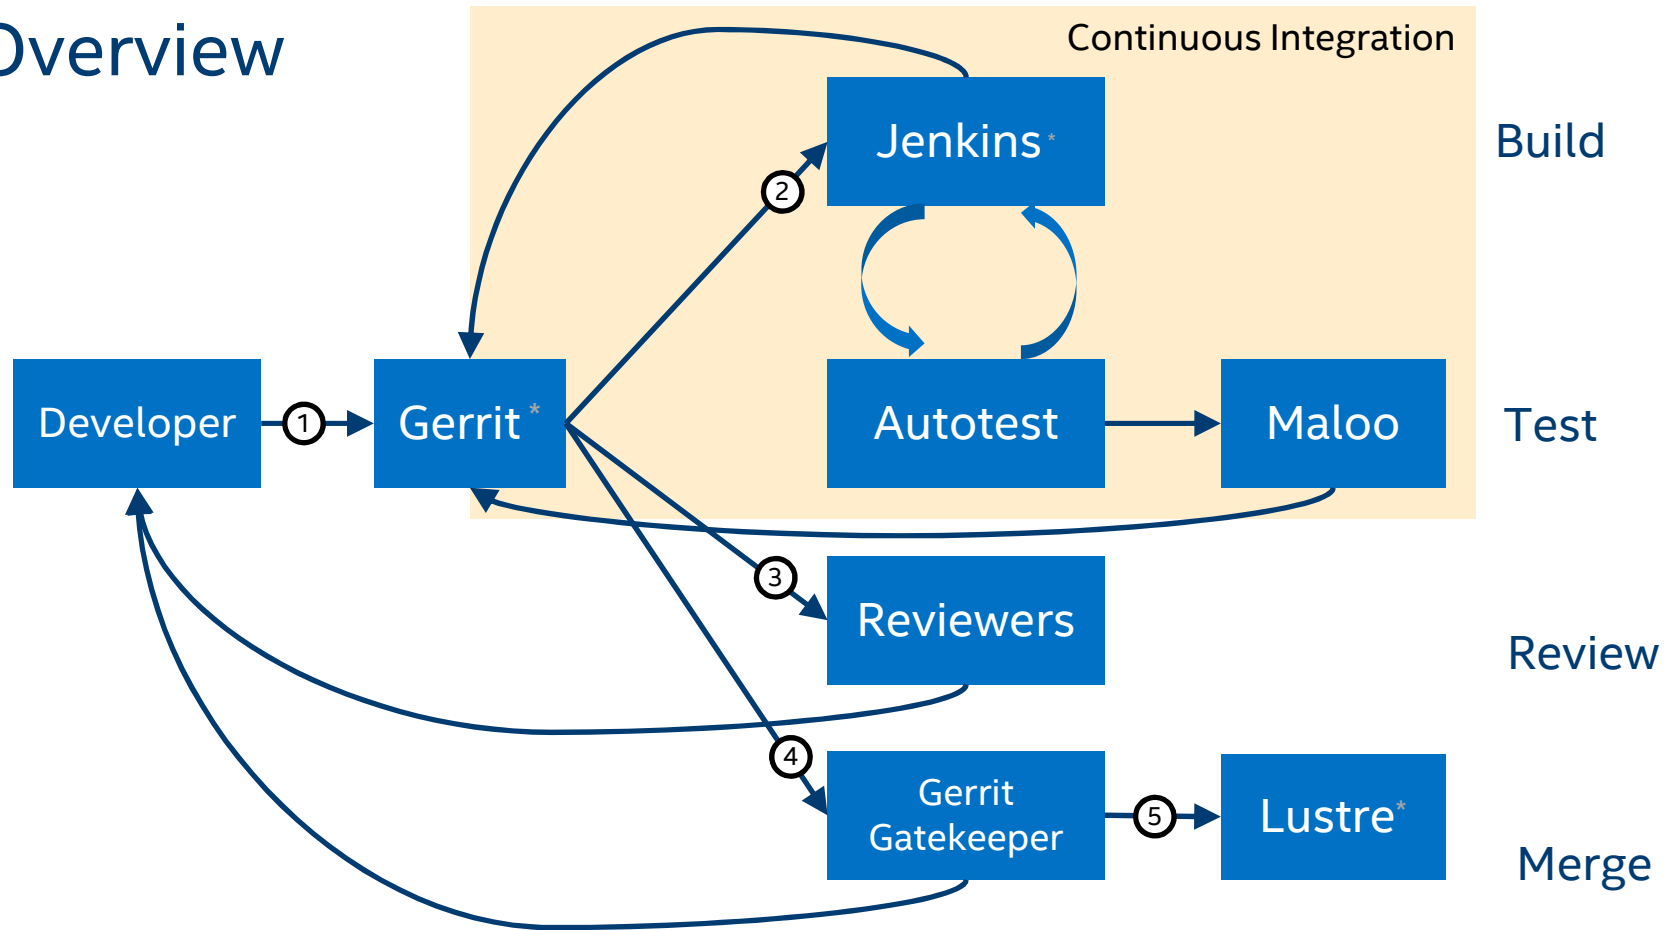 Overview
Continuous Integration
Jenkins*
Build
2
Developer
1
Gerrit*
Autotest
Maloo
Test
3
Reviewers
Review
4
Gerrit
Gatekeeper
5
Lustre*
Merge